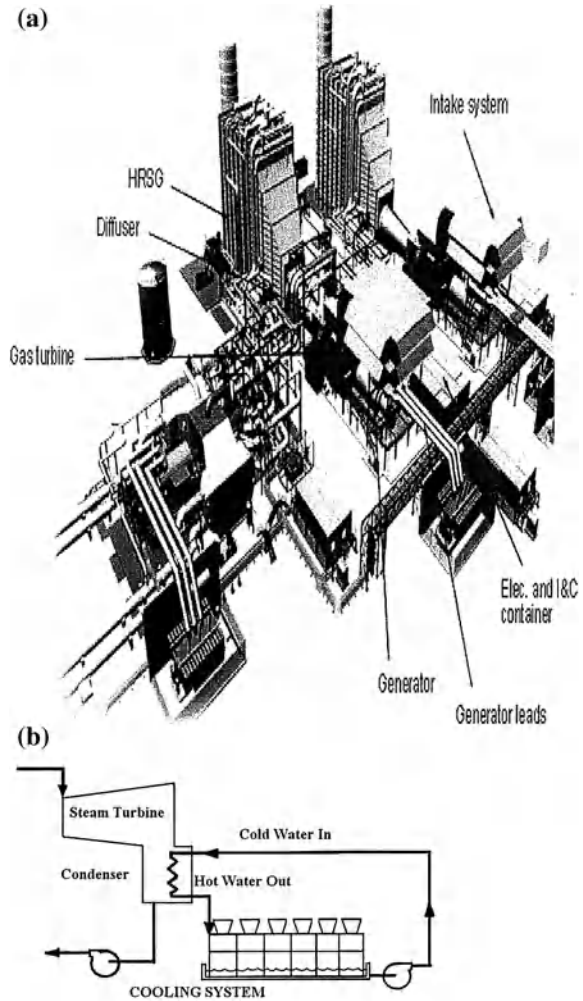 (a)
Intake system
HRSG
Diffuser
Gas turbine
Elec. and I&C
container
Generator
Generator leads
(b)
Steam Turbine
Cold Water In
Condenser
Hot Water Out
COOLING SYSTEM